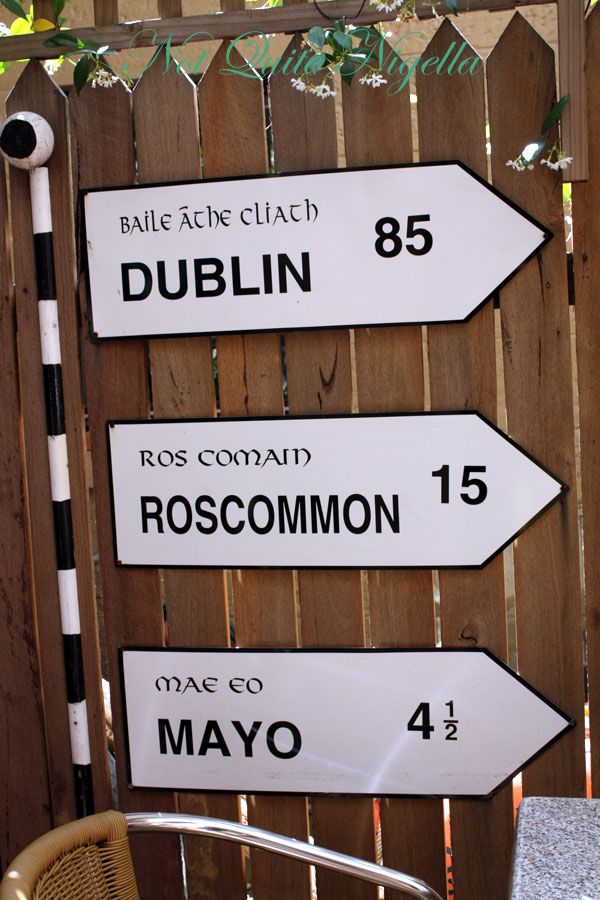 Not Quite Nigella
BAILE ĀTHE CLIATH
DUBLIN 85
ROS COMAIN
ROSCOMMON 15
MAE EO
MAYO 4 1/2